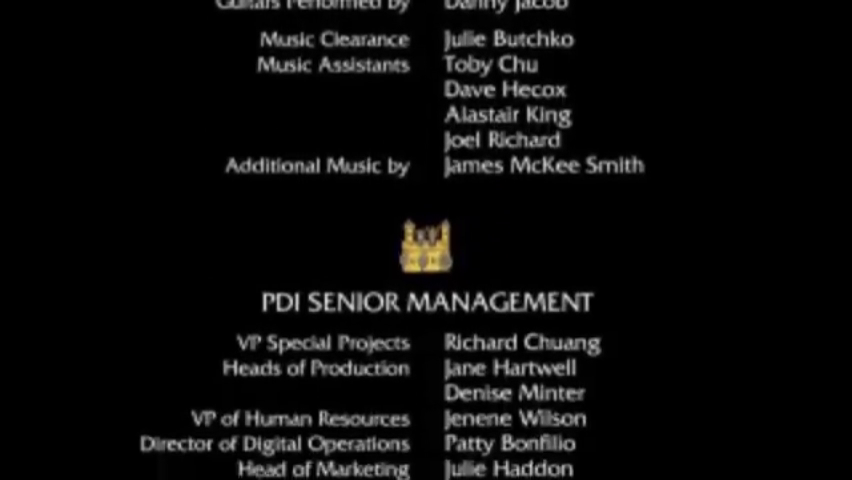 Guitars Performed by Danny Jacob
Music Clearance Julie Butchko
Music Assistants Toby Chu
Dave Hecox
Alastair King
Joel Richard
Additional Music by James McKee Smith
PDI SENIOR MANAGEMENT
VP Special Projects Richard Chuang
Heads of Production Jane Hartwell
Denise Minter
VP of Human Resources Jenene Wilson
Director of Digital Operations Patty Bonfilio
Head of Marketing Julie Haddon